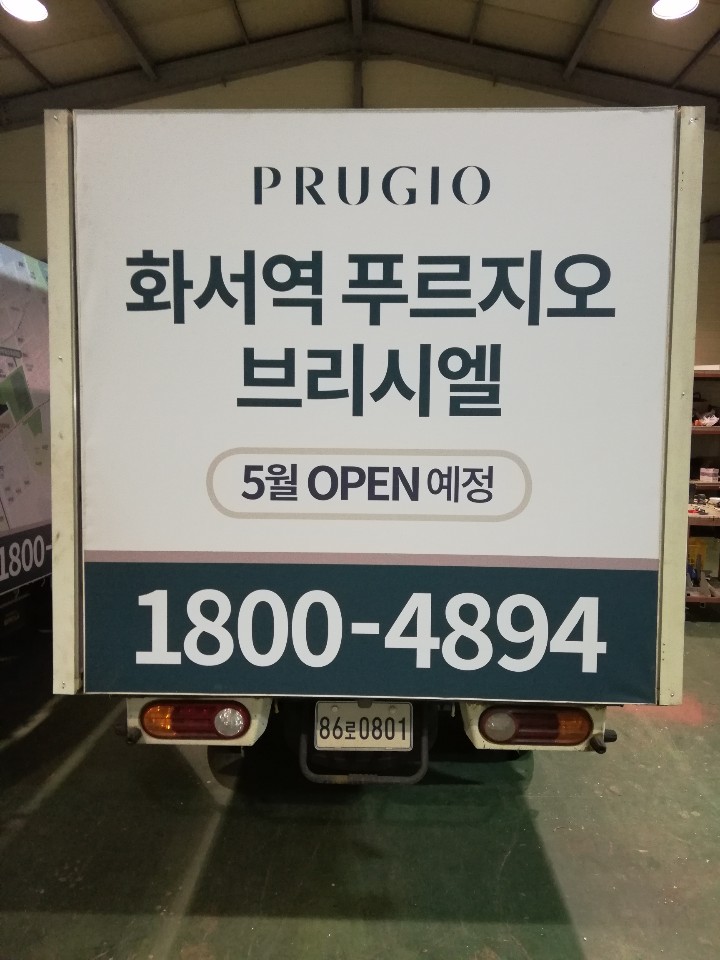 PRUGIO
화서역 푸르지오
브리시엘
5월 OPEN 예정
1800-4894
86로0801
1800-